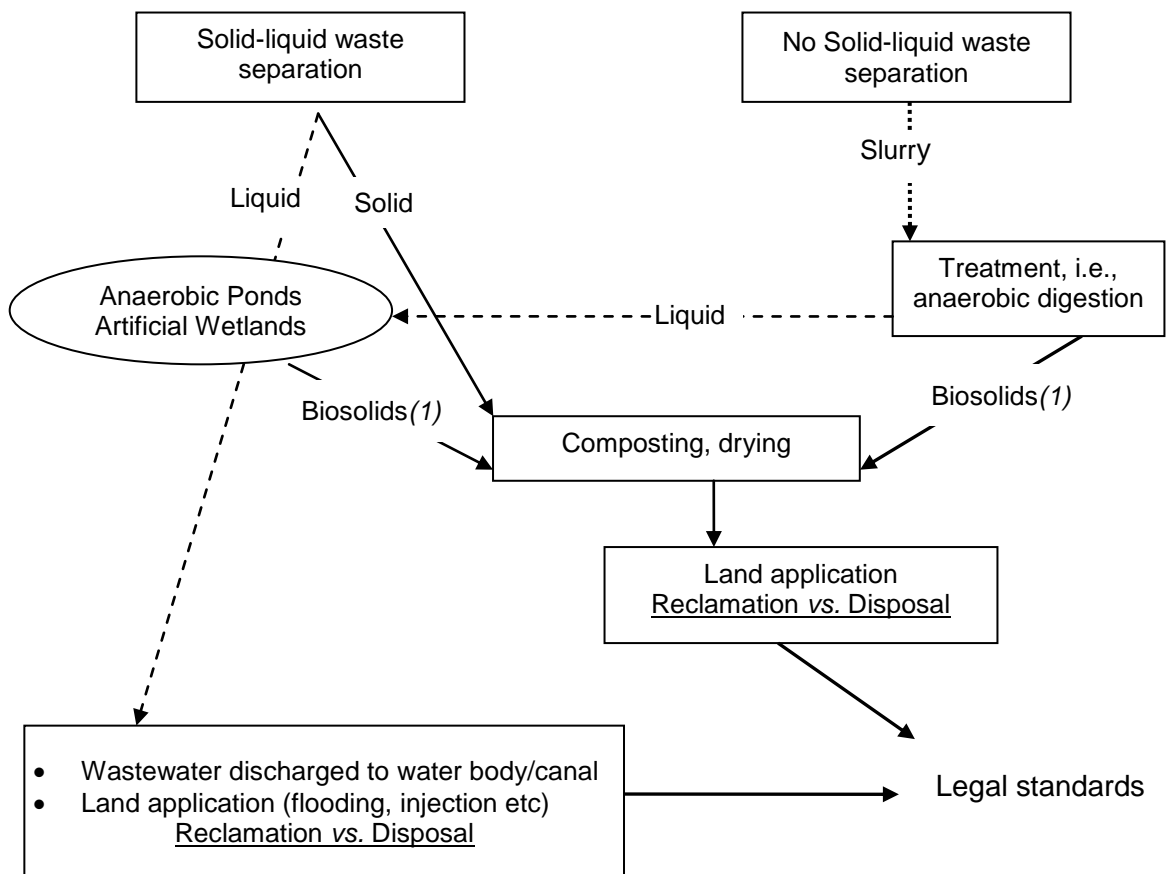 Solid-liquid waste
separation
No Solid-liquid waste
separation
Slurry
Liquid
Solid
Treatment, i.e.,
anaerobic digestion
Anaerobic Ponds
Artificial Wetlands
Liquid
Biosolids(1)
Biosolids(1)
Composting, drying
Land application
Reclamation vs. Disposal
• Wastewater discharged to water body/canal
• Land application (flooding, injection etc)
Reclamation vs. Disposal
Legal standards